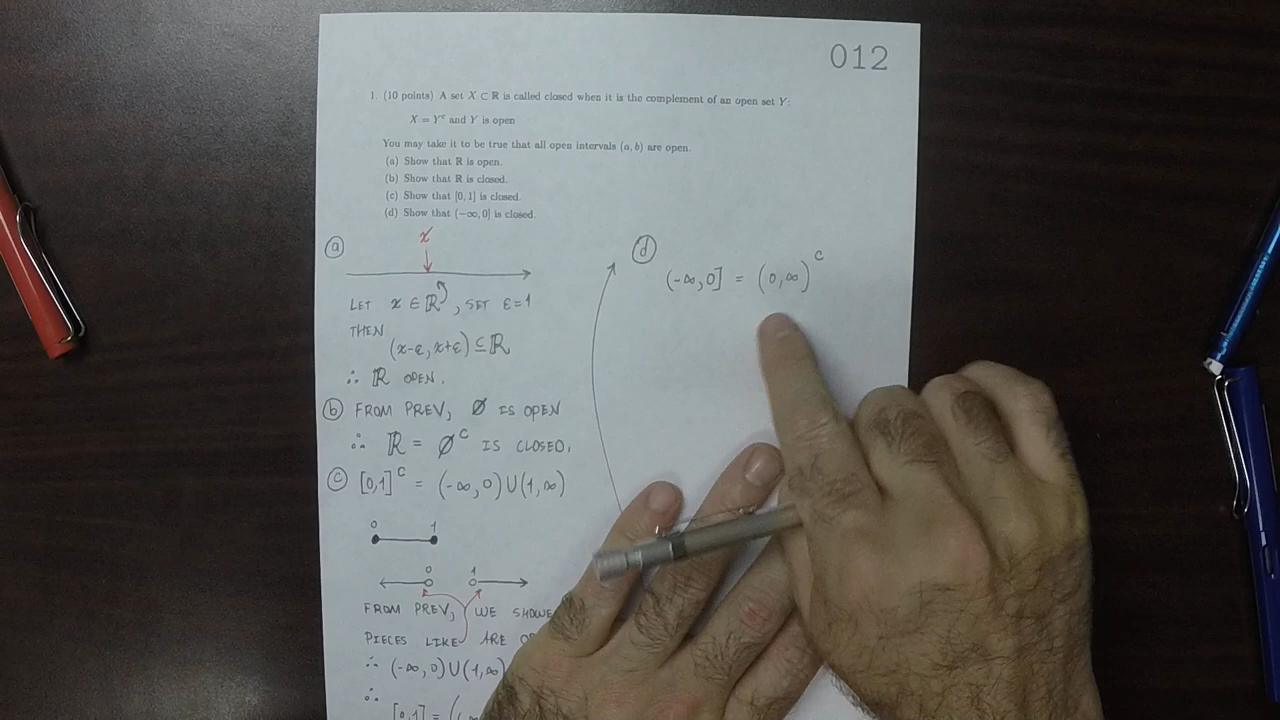 012
1. (10 points) A set X ⊂ ℝ is called closed when it is the complement of an open set Y:
X = Yᶜ and Y is open
You may take it to be true that all open intervals (a, b) are open.
(a) Show that ℝ is open.
(b) Show that ℝ is closed.
(c) Show that [0, 1] is closed.
(d) Show that (−∞, 0] is closed.
ⓐ
x
LET x ∈ ℝ, SET ε=1
THEN
(x-ε, x+ε) ⊆ ℝ
∴ ℝ OPEN.
ⓑ FROM PREV, ∅ IS OPEN
∴ ℝ = ∅ᶜ IS CLOSED.
ⓒ [0,1]ᶜ = (-∞,0)∪(1,∞)
0 1
0 1
FROM PREV, WE
PIECES LIKE ARE
∴ (-∞,0)∪(1,∞)
∴
[0,1] =
ⓓ
(-∞,0] = (0,∞)ᶜ